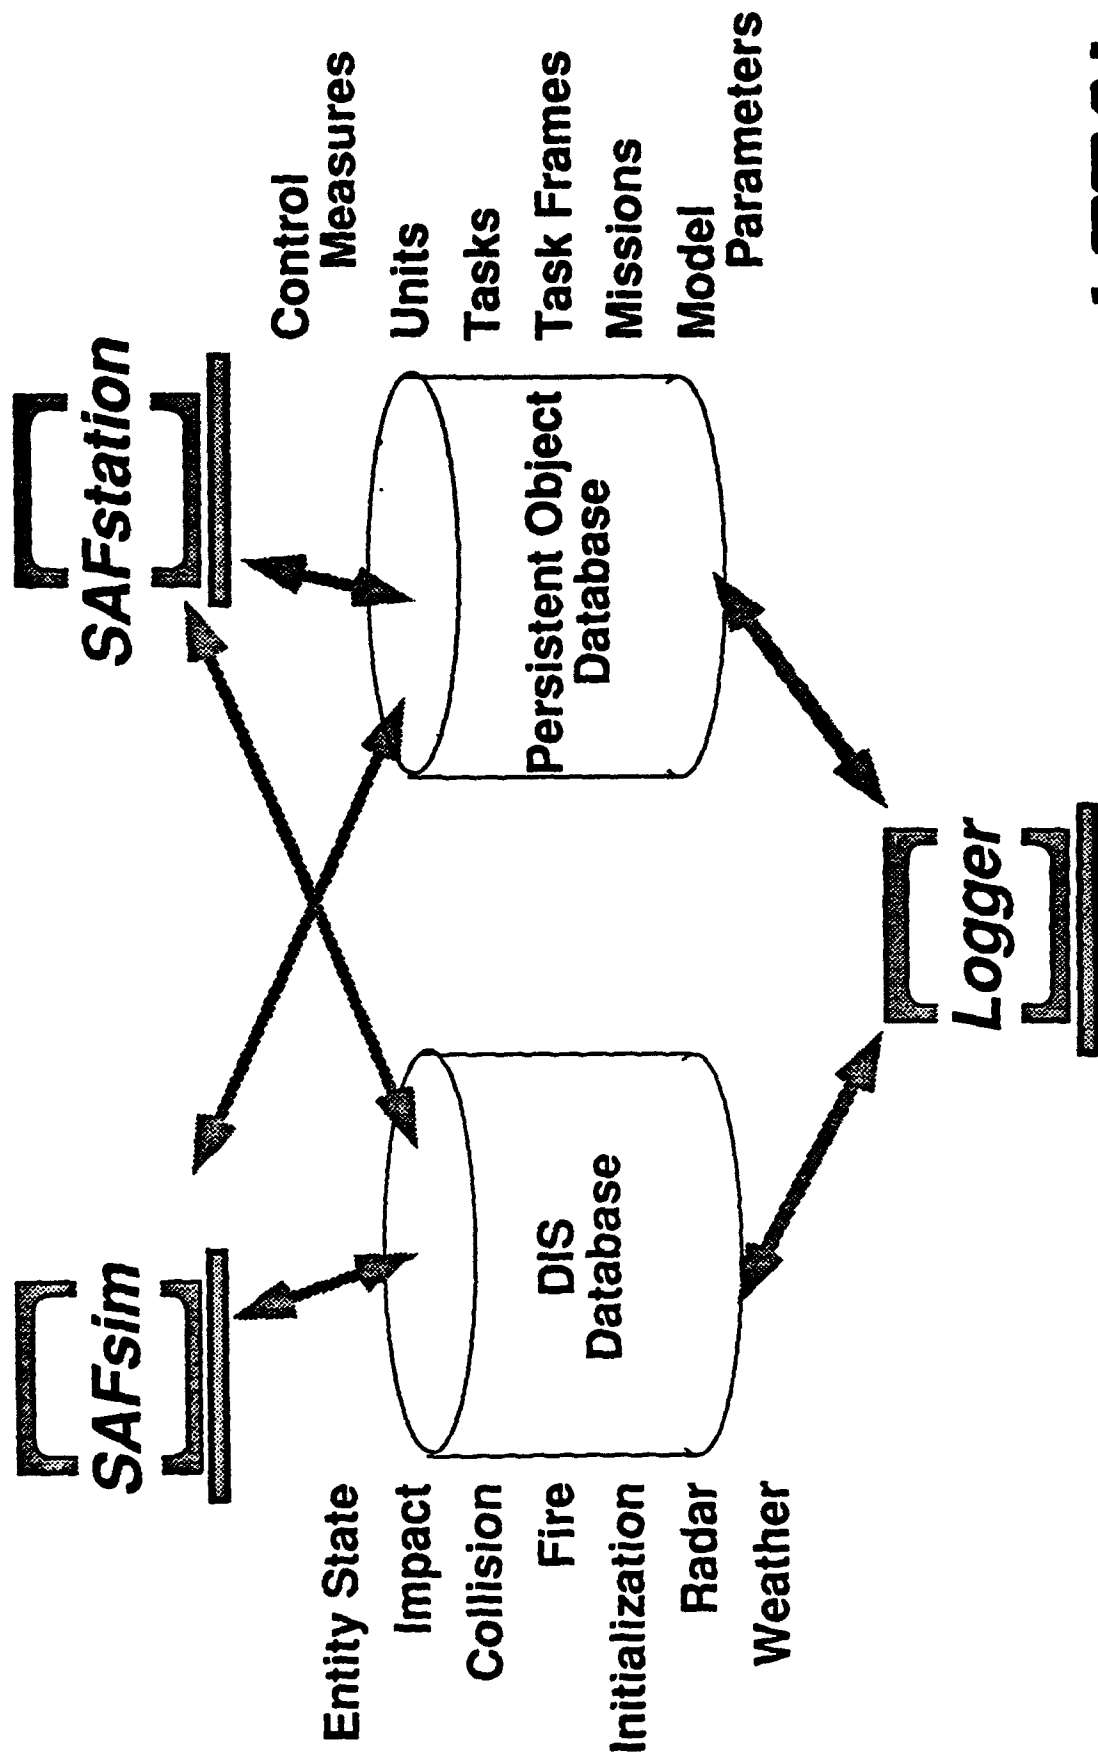 SAFsim
SAFstation
Entity State
Impact
Collision
Fire
Initialization
Radar
Weather
DIS
Database
Persistent Object
Database
Control
Measures
Units
Tasks
Task Frames
Missions
Model
Parameters
Logger